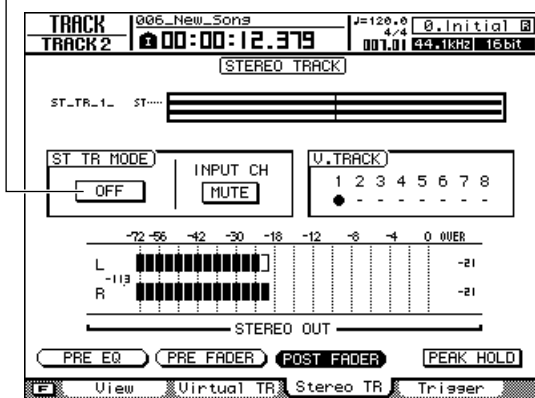 TRACK 006_New_Song J=120.0 4/4 0.Initial R
TRACK 2 00:00:12.379 007.01 44.1kHz 16bit
STEREO TRACK
ST_TR_1_ ST
ST TR MODE INPUT CH V.TRACK
OFF MUTE 1 2 3 4 5 6 7 8
-72 -56 -42 -30 -18 -12 -8 -4 0 OVER
L -21
-113
R -21
STEREO OUT
PRE EQ PRE FADER POST FADER PEAK HOLD
F View Virtual TR Stereo TR Trigger